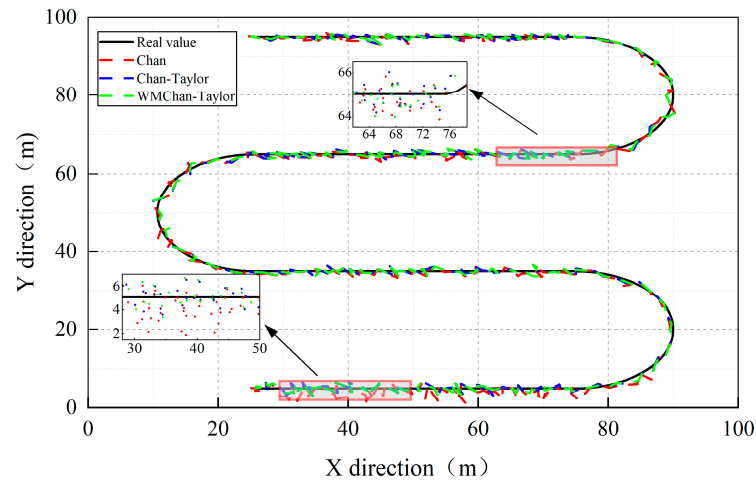 100
80
60
40
20
0
Y direction（m）
Real value
Chan
Chan-Taylor
WMChan-Taylor
66
64
64 68 72 76
6
4
2
30 40 50
0 20 40 60 80 100
X direction（m）